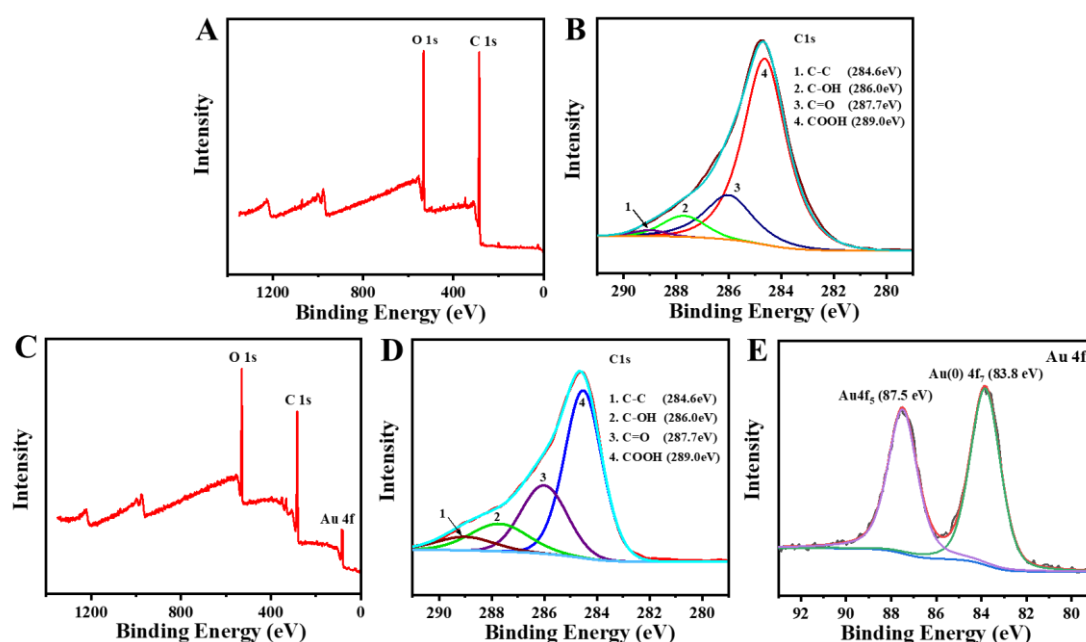 A
O 1s
C 1s
Intensity
1200
800
400
0
Binding Energy (eV)
B
C1s
1. C-C (284.6eV)
2. C-OH (286.0eV)
3. C=O (287.7eV)
4. COOH (289.0eV)
4
3
2
1
Intensity
290
288
286
284
282
280
Binding Energy (eV)
C
O 1s
C 1s
Au 4f
Intensity
1200
800
400
0
Binding Energy (eV)
D
C1s
1. C-C (284.6eV)
2. C-OH (286.0eV)
3. C=O (287.7eV)
4. COOH (289.0eV)
4
3
2
1
Intensity
290
288
286
284
282
280
Binding Energy (eV)
E
Au 4f
Au(0) 4f7 (83.8 eV)
Au4f5 (87.5 eV)
Intensity
92
90
88
86
84
82
80
Binding Energy (eV)